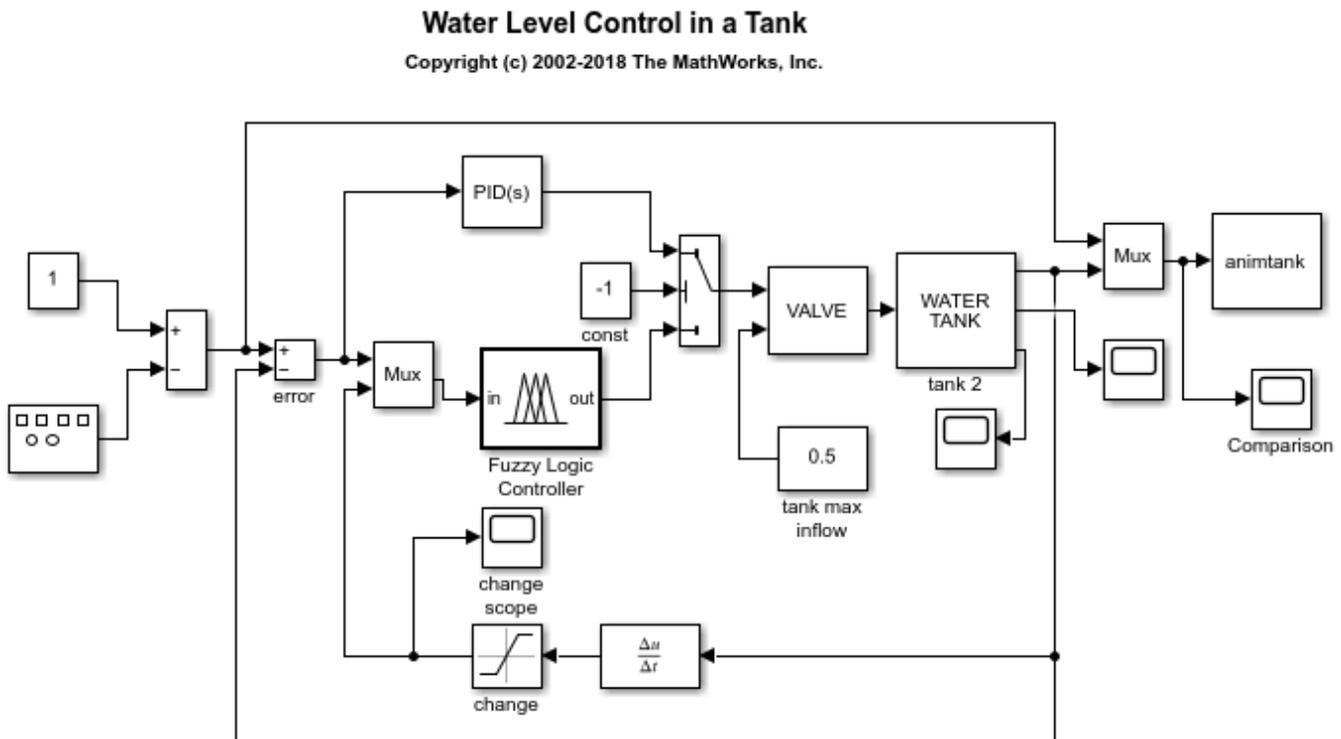 Water Level Control in a Tank
Copyright (c) 2002-2018 The MathWorks, Inc.
PID(s)
1
+
−
+
−
error
Mux
-1
const
in
out
Fuzzy Logic
Controller
VALVE
WATER
TANK
tank 2
Mux
animtank
Comparison
0.5
tank max
inflow
change
scope
Δu
Δt
change